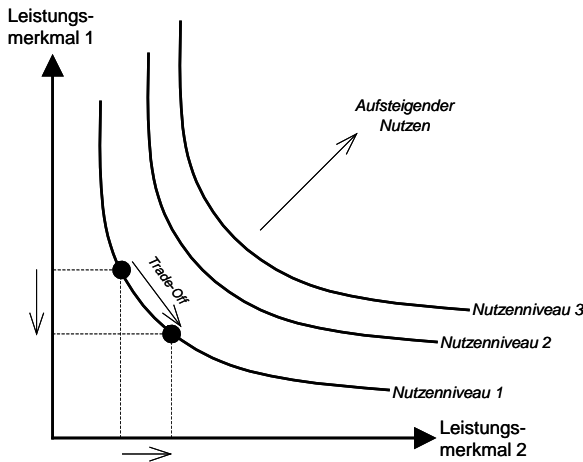 Leistungs-
merkmal 1
Aufsteigender
Nutzen
Trade-Off
Nutzenniveau 3
Nutzenniveau 2
Nutzenniveau 1
Leistungs-
merkmal 2